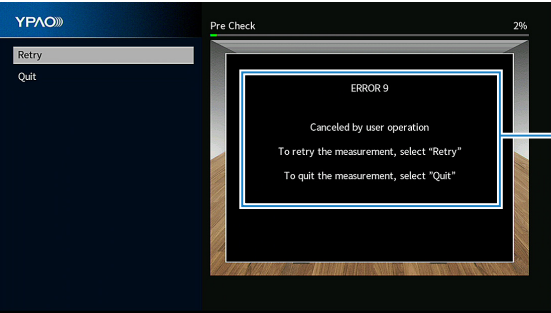 YPAO
Pre Check 2%
Retry
Quit
ERROR 9
Canceled by user operation
To retry the measurement, select “Retry”
To quit the measurement, select "Quit"